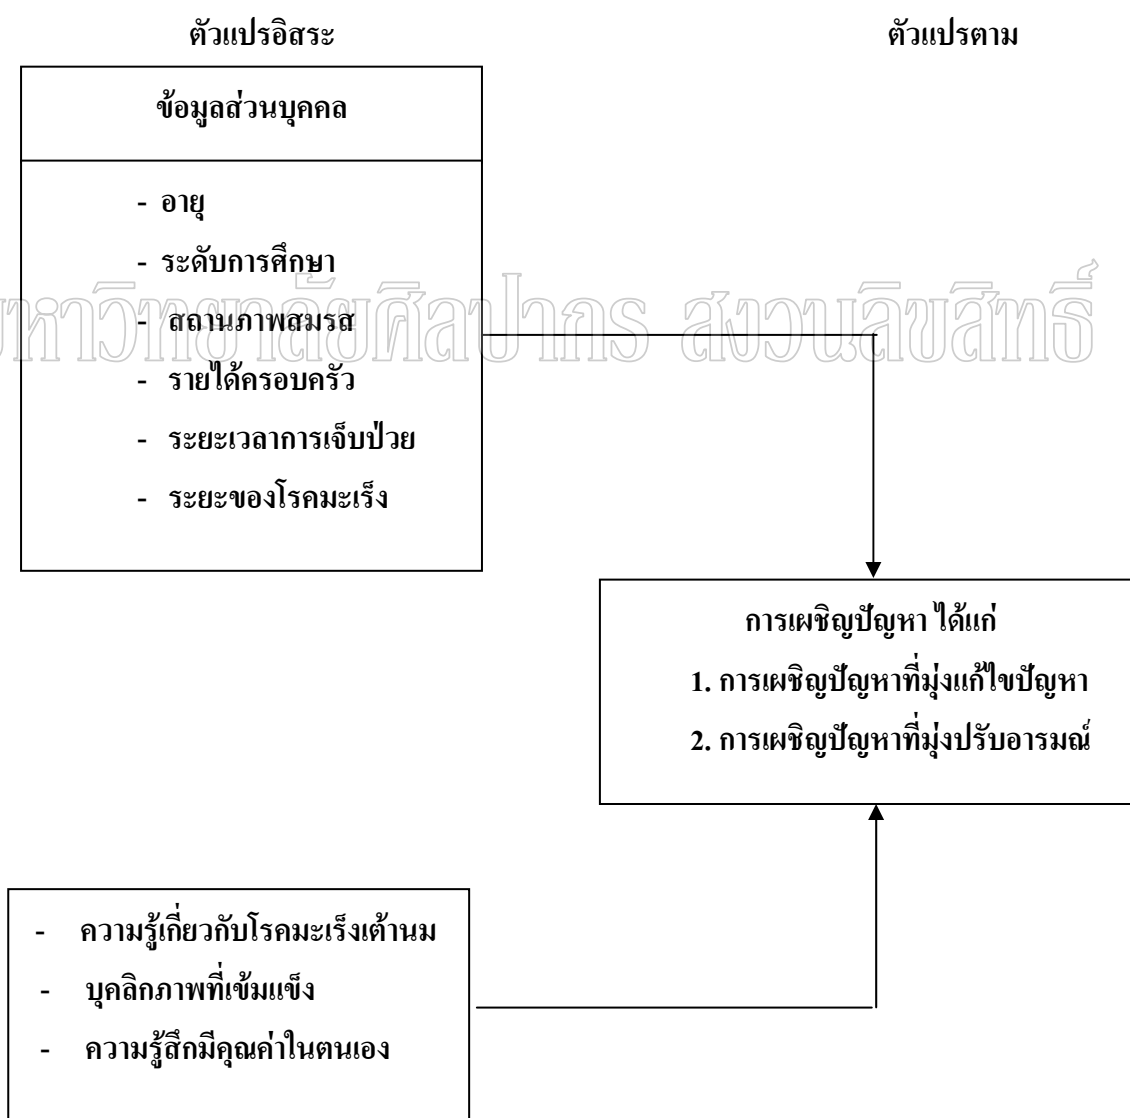 ตัวแปรอิสระ
ตัวแปรตาม
ข้อมูลส่วนบุคคล
- อายุ
- ระดับการศึกษา
- สถานภาพสมรส
- รายได้ครอบครัว
- ระยะเวลาการเจ็บป่วย
- ระยะของโรคมะเร็ง
มหาวิทยาลัยศิลปากร สงวนลิขสิทธิ์
การเผชิญปัญหา ได้แก่
1. การเผชิญปัญหาที่มุ่งแก้ไขปัญหา
2. การเผชิญปัญหาที่มุ่งปรับอารมณ์
- ความรู้เกี่ยวกับโรคมะเร็งเต้านม
- บุคลิกภาพที่เข้มแข็ง
- ความรู้สึกมีคุณค่าในตนเอง